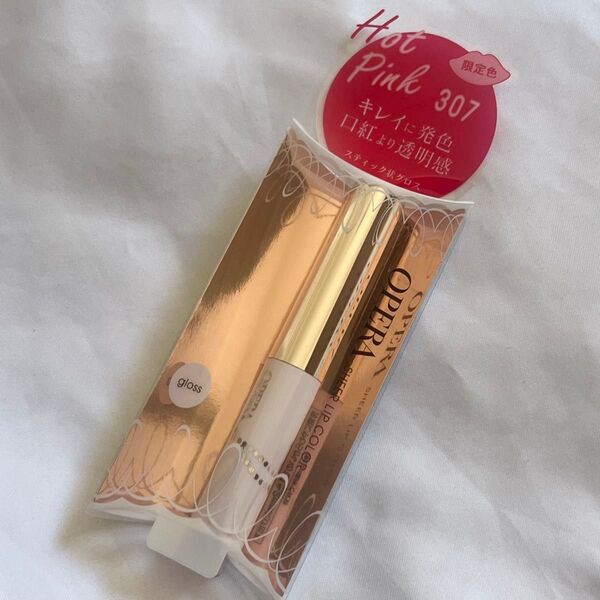 Hot
Pink 307
限定色
キレイに発色
口紅より透明感
スティック状グロス
OPERA
OPERA
SHEER LIP COLOR
gloss
OPERA